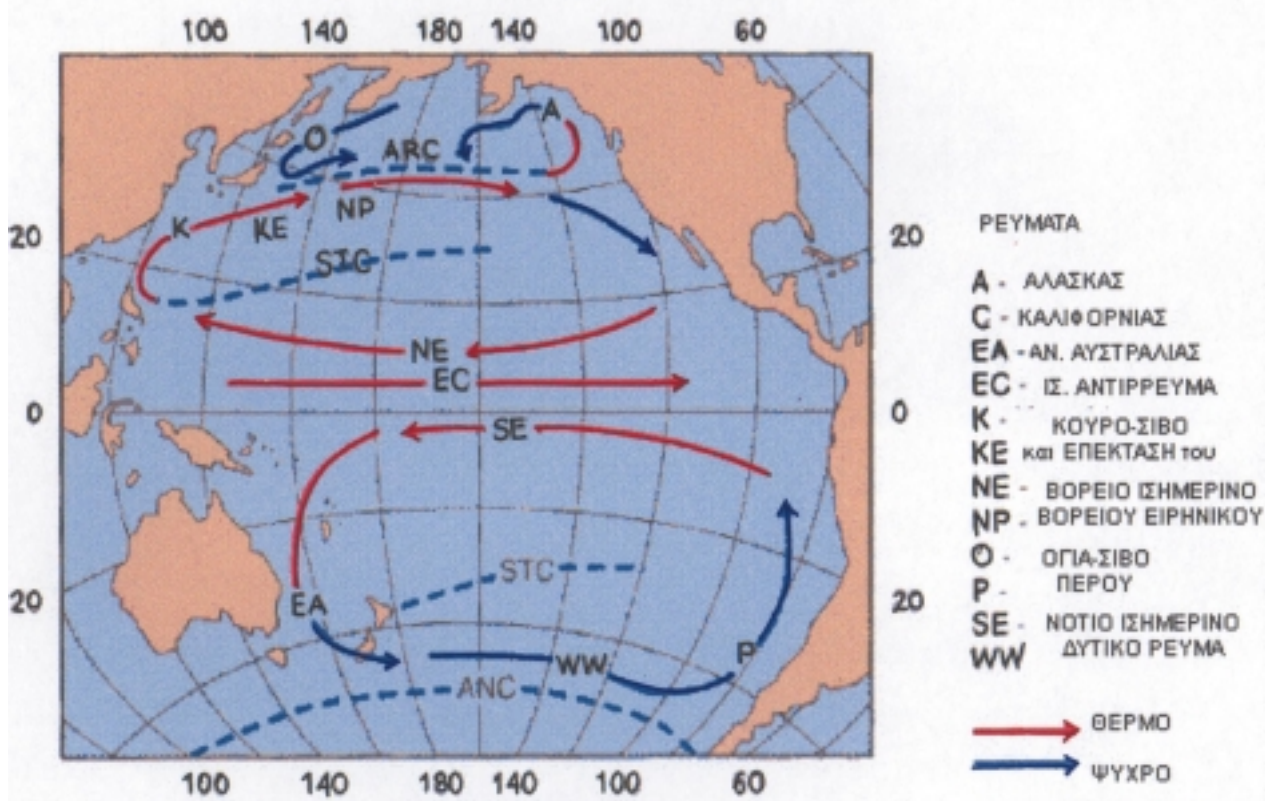 100 140 180 140 100 60
A
O
ARC
K KE NP
20 20
STC
NE
EC
0 0
SE
STC
20 20
EA
P
WW
ANC
100 140 180 140 100 60
ΡΕΥΜΑΤΑ
A - ΑΛΑΣΚΑΣ
C - ΚΑΛΙΦΟΡΝΙΑΣ
EA - ΑΝ. ΑΥΣΤΡΑΛΙΑΣ
EC - ΙΣ. ΑΝΤΙΡΡΕΥΜΑ
K - ΚΟΥΡΟ-ΣΙΒΟ
KE και ΕΠΕΚΤΑΣΗ του
NE - ΒΟΡΕΙΟ ΙΣΗΜΕΡΙΝΟ
NP - ΒΟΡΕΙΟΥ ΕΙΡΗΝΙΚΟΥ
O - ΟΓΙΑ-ΣΙΒΟ
P - ΠΕΡΟΥ
SE - ΝΟΤΙΟ ΙΣΗΜΕΡΙΝΟ
WW ΔΥΤΙΚΟ ΡΕΥΜΑ
ΘΕΡΜΟ
ΨΥΧΡΟ